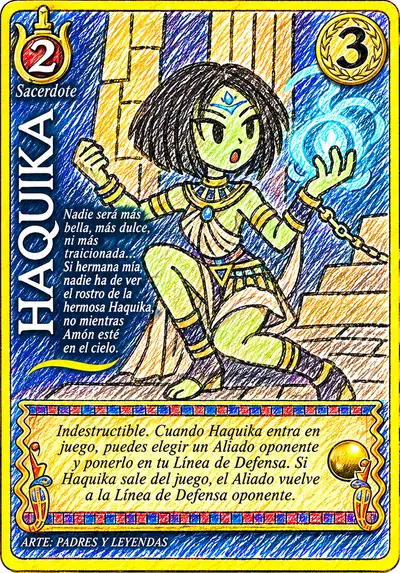 2
3
Sacerdote
HAQUIKA
Nadie será más
bella, más dulce,
ni más
traicionada...
Si hermana mía,
nadie ha de ver
el rostro de la
hermosa Haquika,
no mientras
Amón esté
en el cielo.
Indestructible. Cuando Haquika entra en
juego, puedes elegir un Aliado oponente
y ponerlo en tu Línea de Defensa. Si
Haquika sale del juego, el Aliado vuelve
a la Línea de Defensa oponente.
ARTE: PADRES Y LEYENDAS